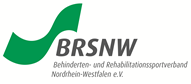 BRSNW
Behinderten- und Rehabilitationssportverband
Nordrhein-Westfalen e.V.